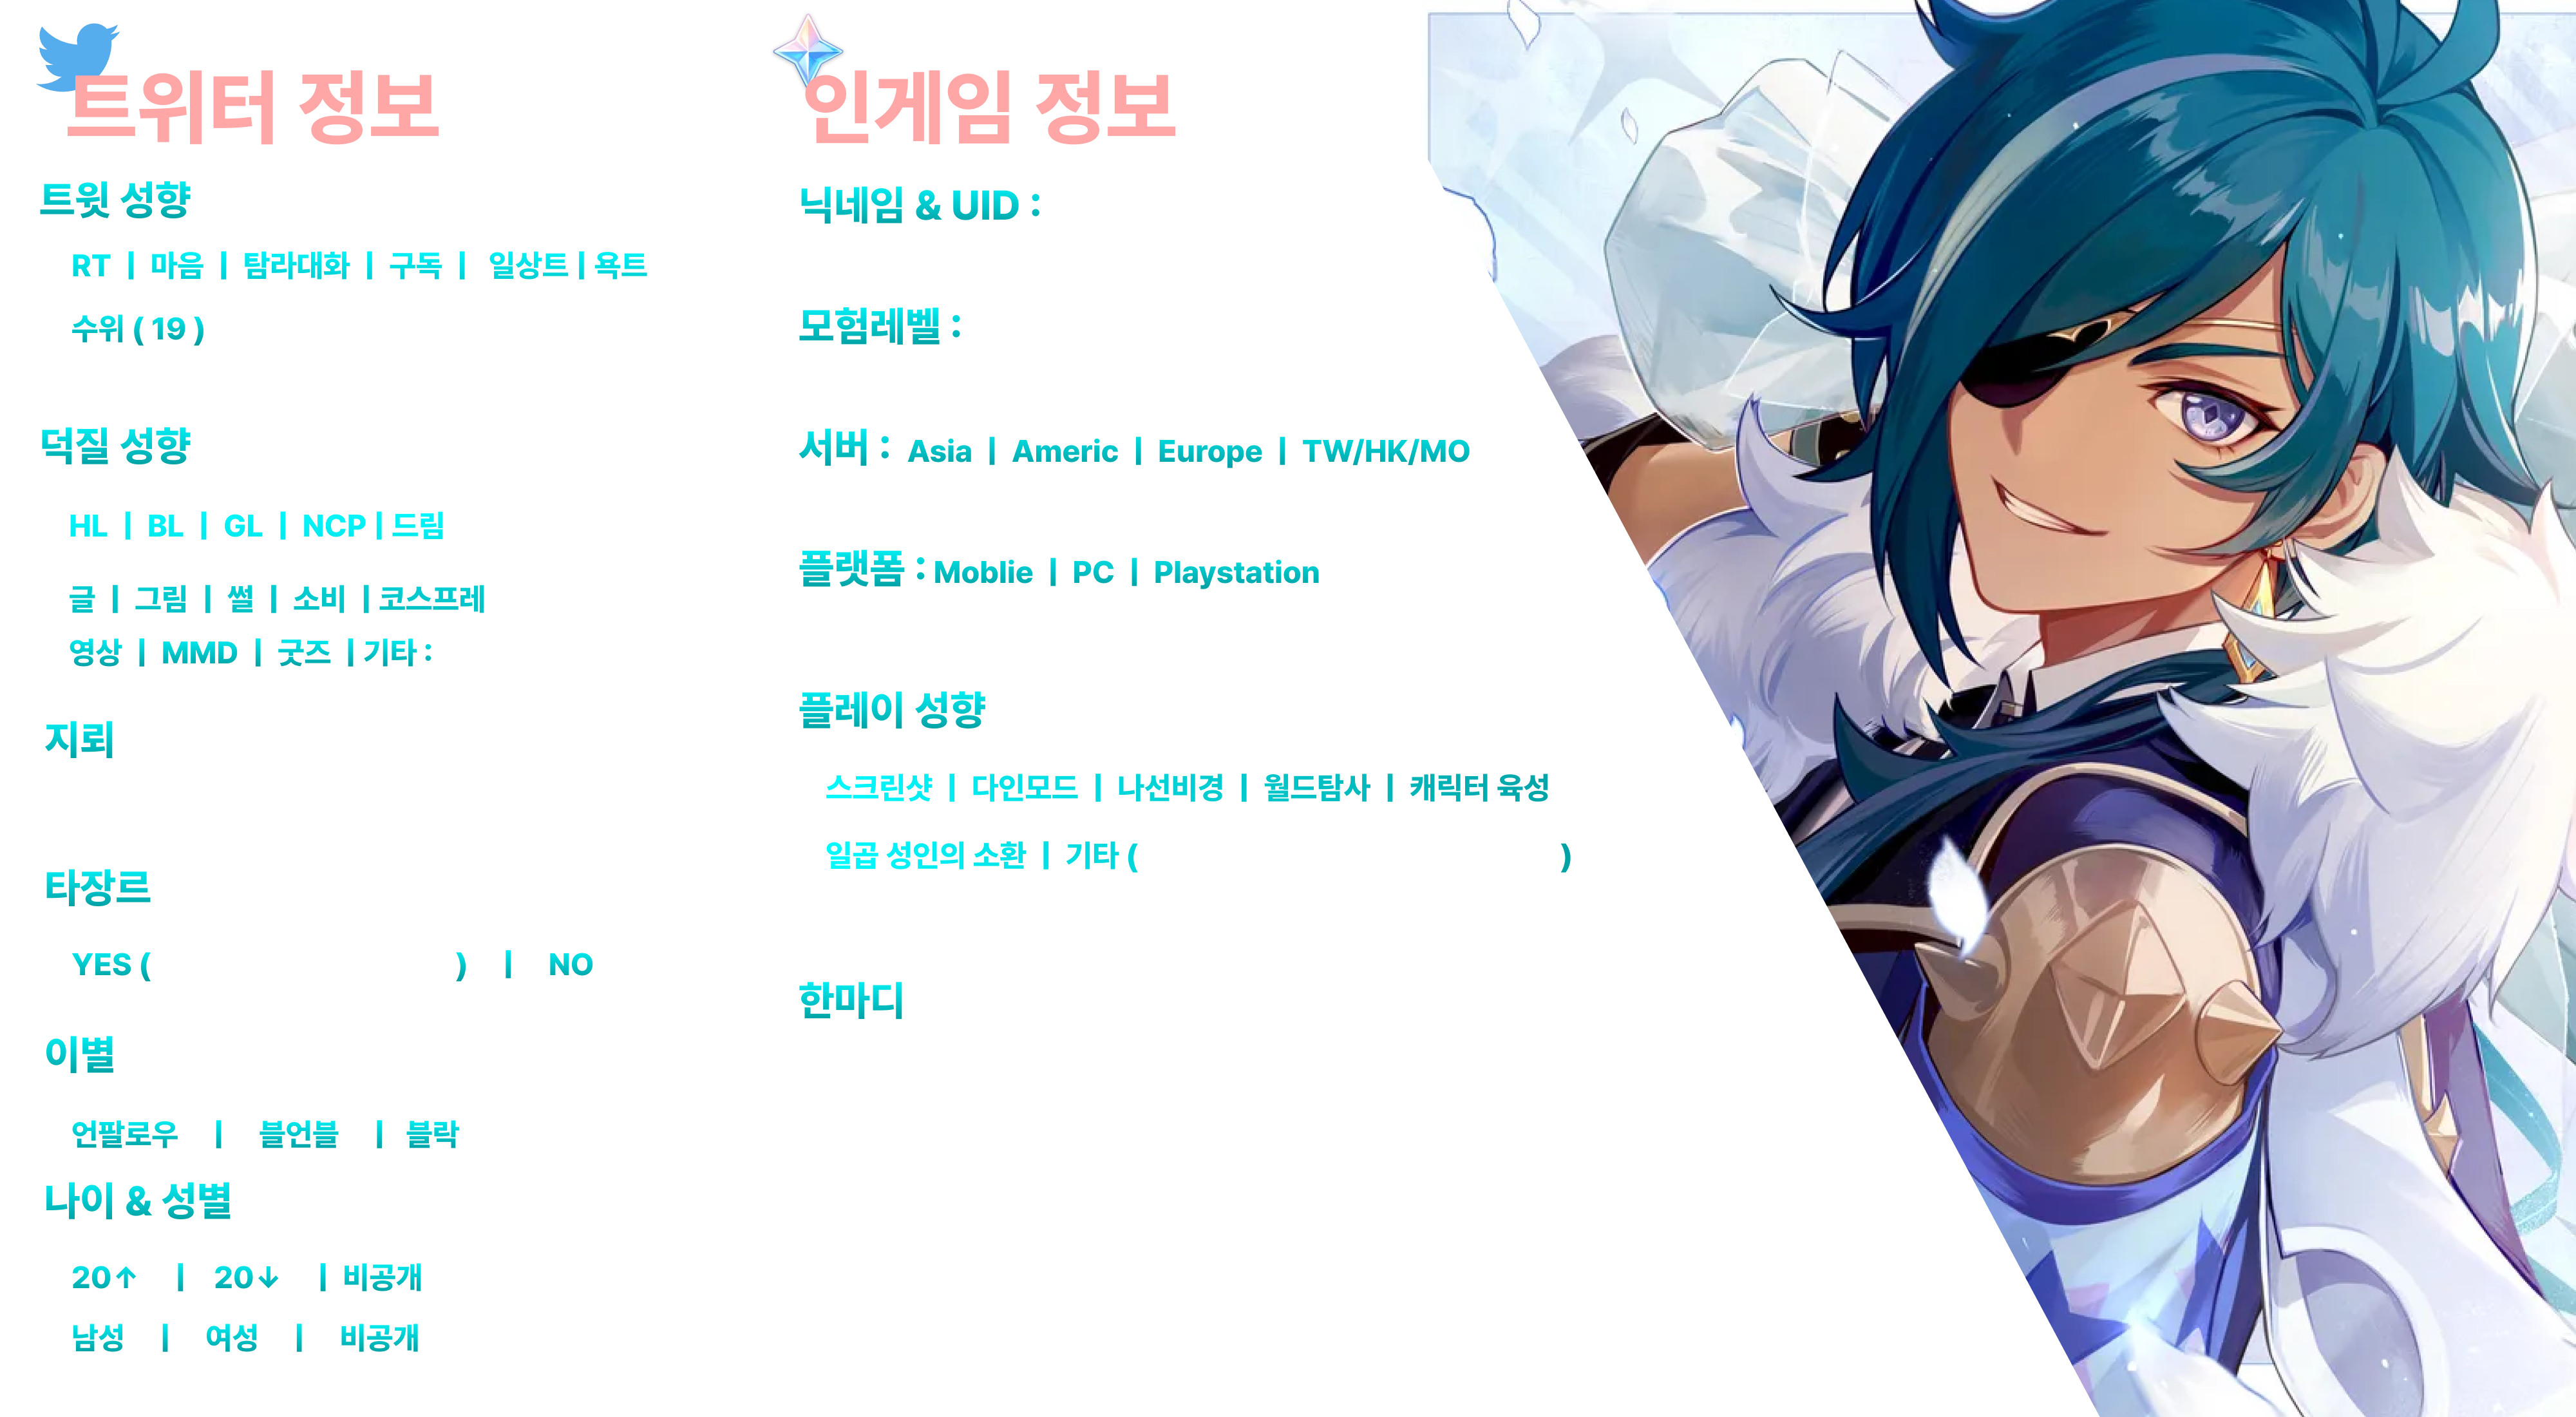 트위터 정보
트윗 성향
RT | 마음 | 탐라대화 | 구독 | 일상트 | 욕트
수위 ( 19 )
덕질 성향
HL | BL | GL | NCP | 드림
글 | 그림 | 썰 | 소비 | 코스프레
영상 | MMD | 굿즈 | 기타 :
지뢰
타장르
YES ( ) | NO
이별
언팔로우 | 블언블 | 블락
나이 & 성별
20↑ | 20↓ | 비공개
남성 | 여성 | 비공개
인게임 정보
닉네임 & UID :
모험레벨 :
서버 : Asia | Americ | Europe | TW/HK/MO
플랫폼 : Moblie | PC | Playstation
플레이 성향
스크린샷 | 다인모드 | 나선비경 | 월드탐사 | 캐릭터 육성
일곱 성인의 소환 | 기타 ( )
한마디